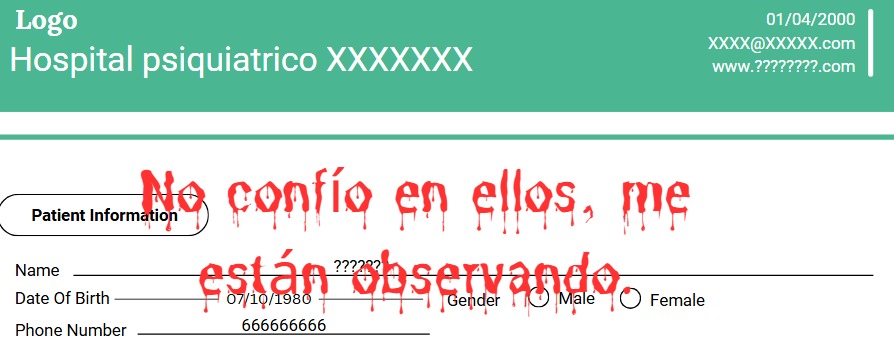 Logo
Hospital psiquiatrico XXXXXXX
01/04/2000
XXXX@XXXXX.com
www.????????.com
No confío en ellos, me
están observando.
Patient Information
Name ??????
Date Of Birth 07/10/1980 Gender Male Female
Phone Number 666666666